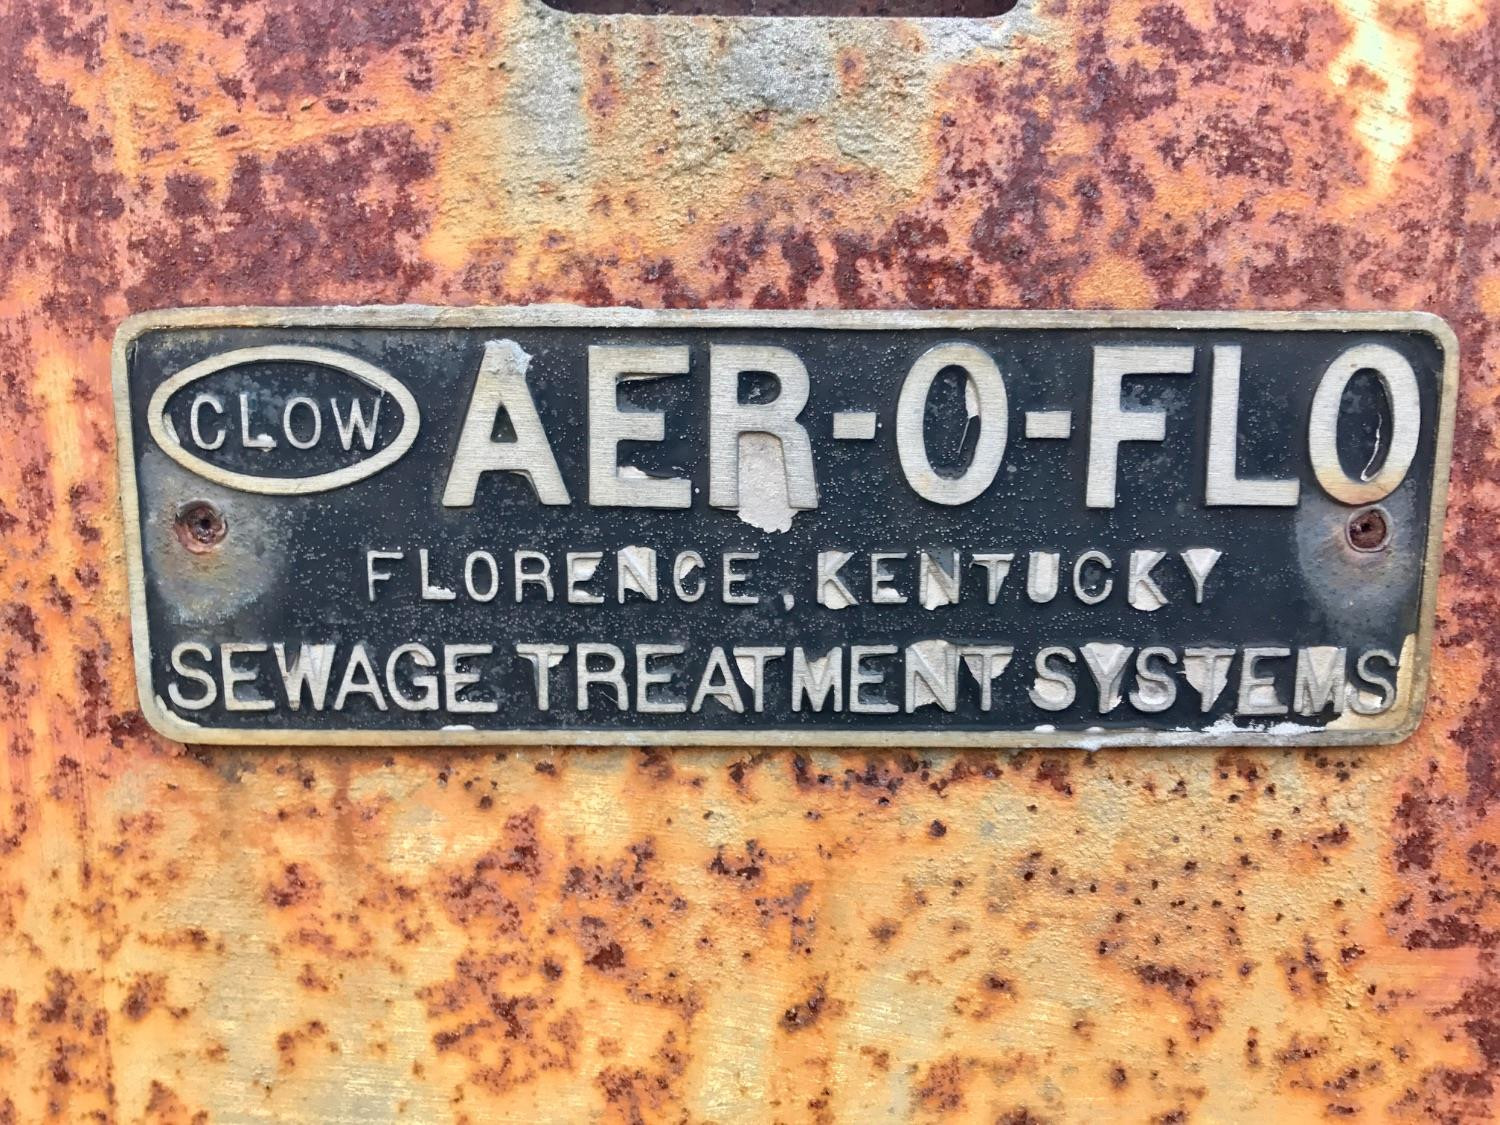 CLOW AER-O-FLO
FLORENCE, KENTUCKY
SEWAGE TREATMENT SYSTEMS